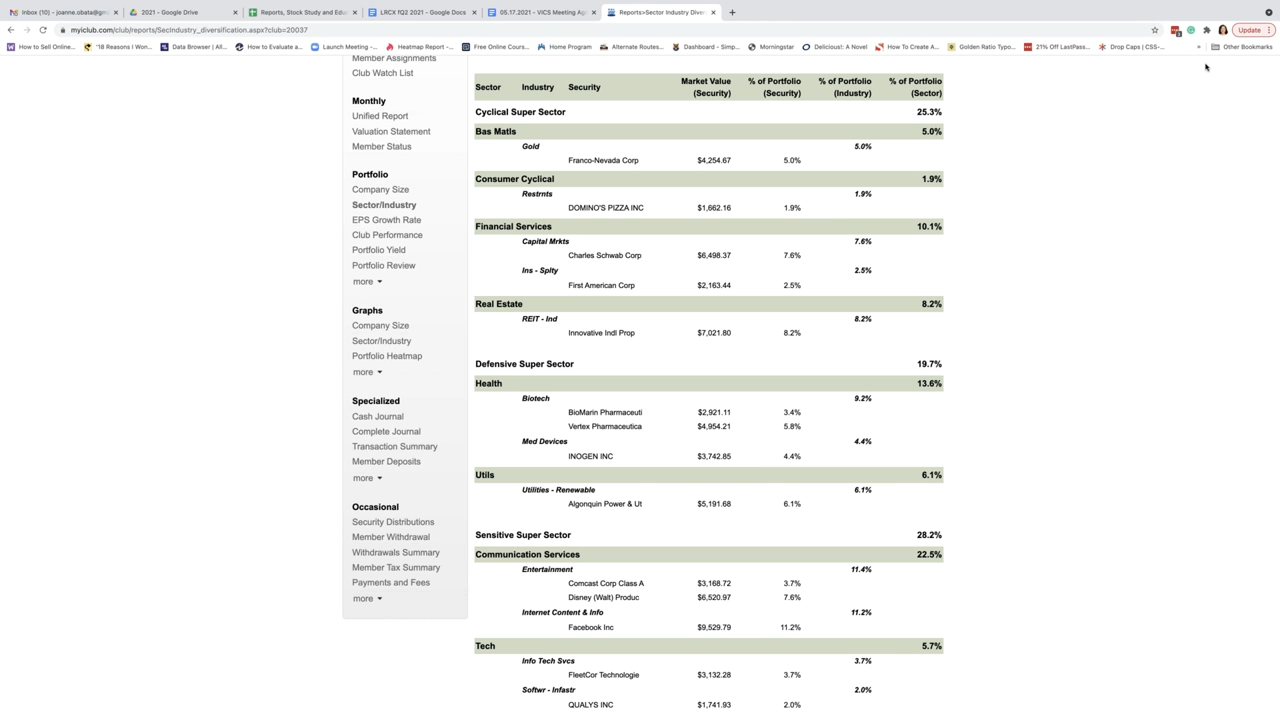 Inbox (10) - joanne.obata@gm
2021 - Google Drive
Reports, Stock Study and Edu
LRCX fQ2 2021 - Google Docs
05.17.2021 - VICS Meeting Ag
Reports>Sector Industry Diver
myiclub.com/club/reports/SecIndustry_diversification.aspx?club=20037
Update
How to Sell Online...
'18 Reasons I Won...
Data Browser | Ali...
How to Evaluate a...
Launch Meeting -...
Heatmap Report -...
Free Online Cours...
Home Program
Alternate Routes...
Dashboard - Simp...
Morningstar
Delicious!: A Novel
How To Create A...
Golden Ratio Typo...
21% Off LastPass...
Drop Caps | CSS-...
»
Other Bookmarks
Member Assignments
Club Watch List
Monthly
Unified Report
Valuation Statement
Member Status
Portfolio
Company Size
Sector/Industry
EPS Growth Rate
Club Performance
Portfolio Yield
Portfolio Review
more
Graphs
Company Size
Sector/Industry
Portfolio Heatmap
more
Specialized
Cash Journal
Complete Journal
Transaction Summary
Member Deposits
more
Occasional
Security Distributions
Member Withdrawal
Withdrawals Summary
Member Tax Summary
Payments and Fees
more
Sector Industry Security Market Value (Security) % of Portfolio (Security) % of Portfolio (Industry) % of Portfolio (Sector)
Cyclical Super Sector 25.3%
Bas Matls 5.0%
Gold 5.0%
Franco-Nevada Corp $4,254.67 5.0%
Consumer Cyclical 1.9%
Restrnts 1.9%
DOMINO'S PIZZA INC $1,662.16 1.9%
Financial Services 10.1%
Capital Mrkts 7.6%
Charles Schwab Corp $6,498.37 7.6%
Ins - Splty 2.5%
First American Corp $2,163.44 2.5%
Real Estate 8.2%
REIT - Ind 8.2%
Innovative Indl Prop $7,021.80 8.2%
Defensive Super Sector 19.7%
Health 13.6%
Biotech 9.2%
BioMarin Pharmaceuti $2,921.11 3.4%
Vertex Pharmaceutica $4,954.21 5.8%
Med Devices 4.4%
INOGEN INC $3,742.85 4.4%
Utils 6.1%
Utilities - Renewable 6.1%
Algonquin Power & Ut $5,191.68 6.1%
Sensitive Super Sector 28.2%
Communication Services 22.5%
Entertainment 11.4%
Comcast Corp Class A $3,168.72 3.7%
Disney (Walt) Produc $6,520.97 7.6%
Internet Content & Info 11.2%
Facebook Inc $9,529.79 11.2%
Tech 5.7%
Info Tech Svcs 3.7%
FleetCor Technologie $3,132.28 3.7%
Softwr - Infastr 2.0%
QUALYS INC $1,741.93 2.0%